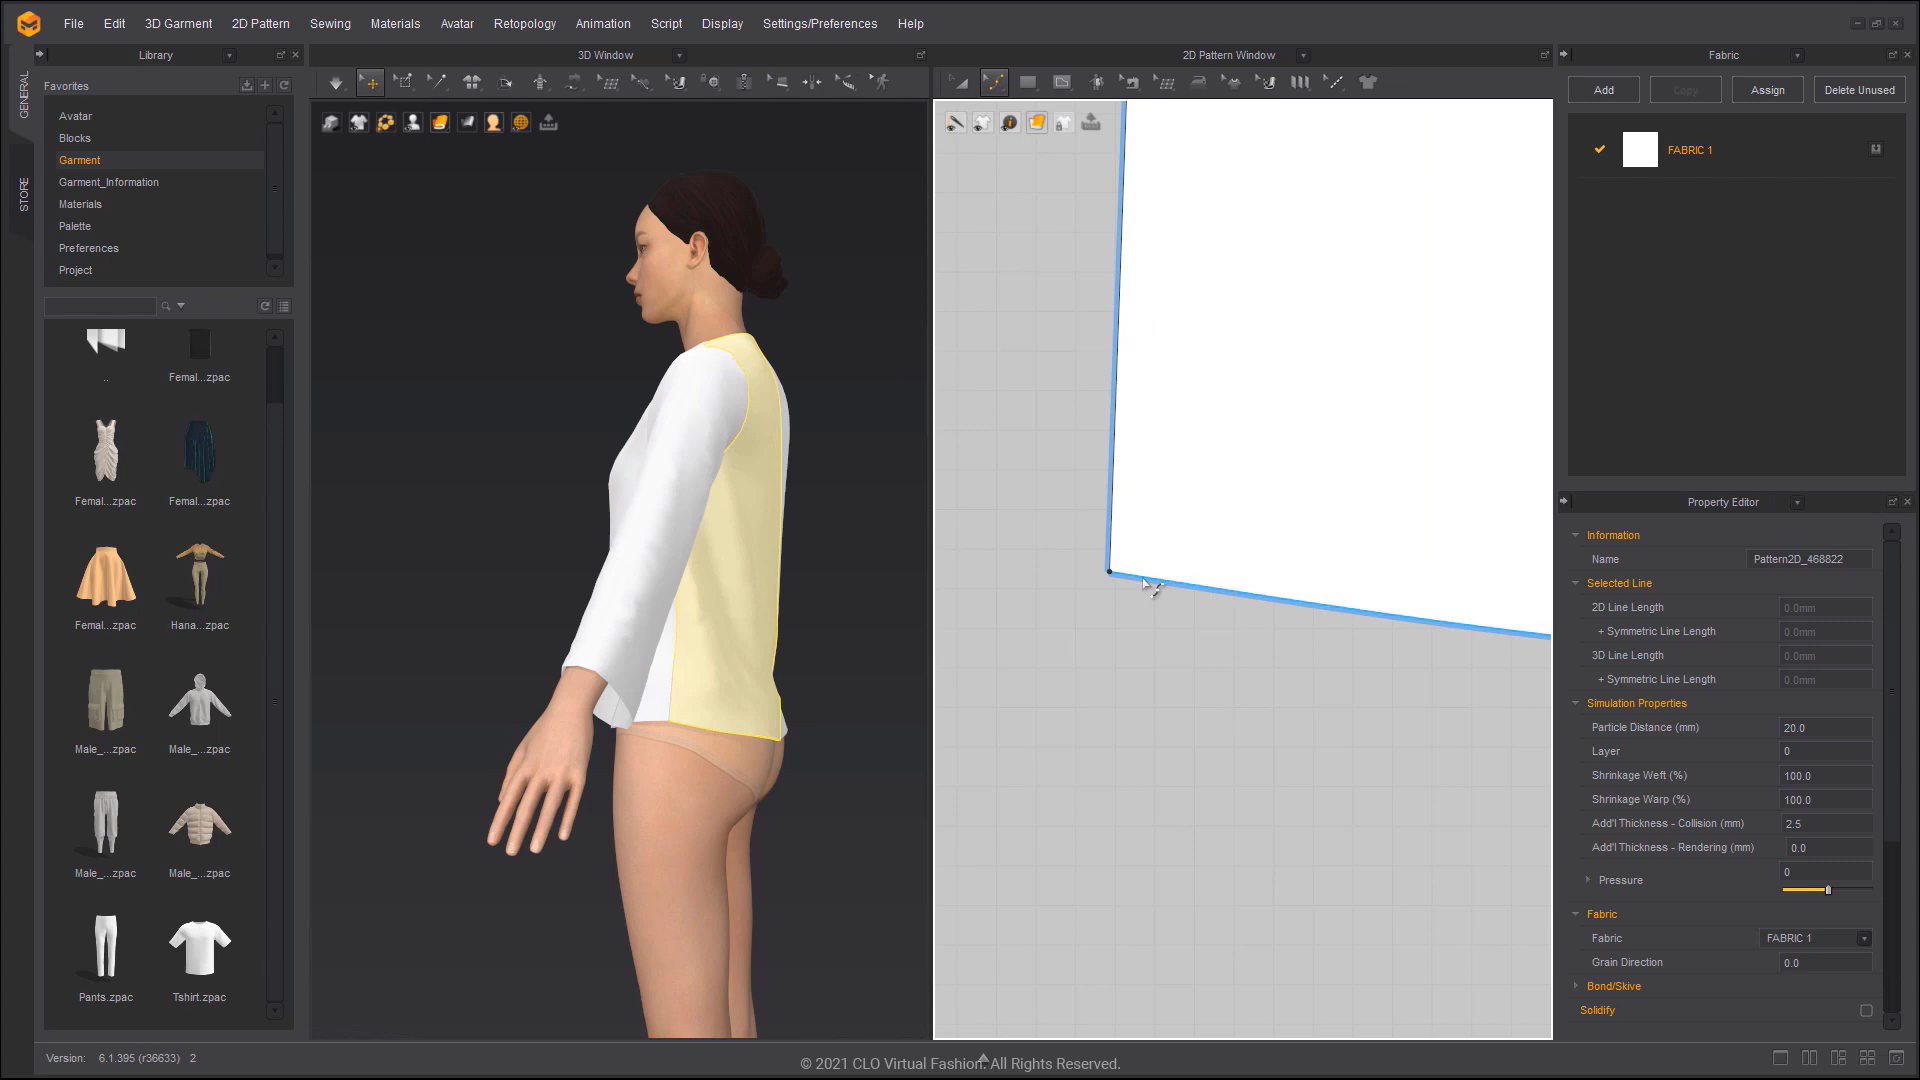 File Edit 3D Garment 2D Pattern Sewing Materials Avatar Retopology Animation Script Display Settings/Preferences Help
Library
3D Window
2D Pattern Window
Fabric
GENERAL
STORE
Favorites
Avatar
Blocks
Garment
Garment_Information
Materials
Palette
Preferences
Project
..
Femal...zpac
Femal...zpac
Femal...zpac
Femal...zpac
Hana...zpac
Male_...zpac
Male_...zpac
Male_...zpac
Male_...zpac
Pants.zpac
Tshirt.zpac
Add Copy Assign Delete Unused
FABRIC 1
Property Editor
Information
Name Pattern2D_468822
Selected Line
2D Line Length 0.0mm
+ Symmetric Line Length 0.0mm
3D Line Length 0.0mm
+ Symmetric Line Length 0.0mm
Simulation Properties
Particle Distance (mm) 20.0
Layer 0
Shrinkage Weft (%) 100.0
Shrinkage Warp (%) 100.0
Add'l Thickness - Collision (mm) 2.5
Add'l Thickness - Rendering (mm) 0.0
Pressure 0
Fabric
Fabric FABRIC 1
Grain Direction 0.0
Bond/Skive
Solidify
Version: 6.1.395 (r36633) 2
© 2021 CLO Virtual Fashion. All Rights Reserved.